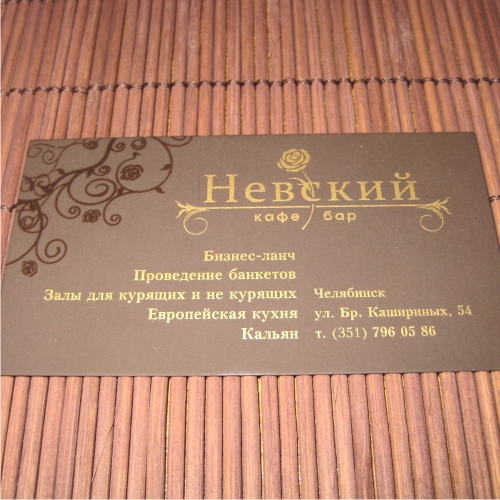 Невский
кафе бар
Бизнес-ланч
Проведение банкетов
Залы для курящих и не курящих
Европейская кухня
Кальян
Челябинск
ул. Бр. Кашириных, 54
т. (351) 796 05 86